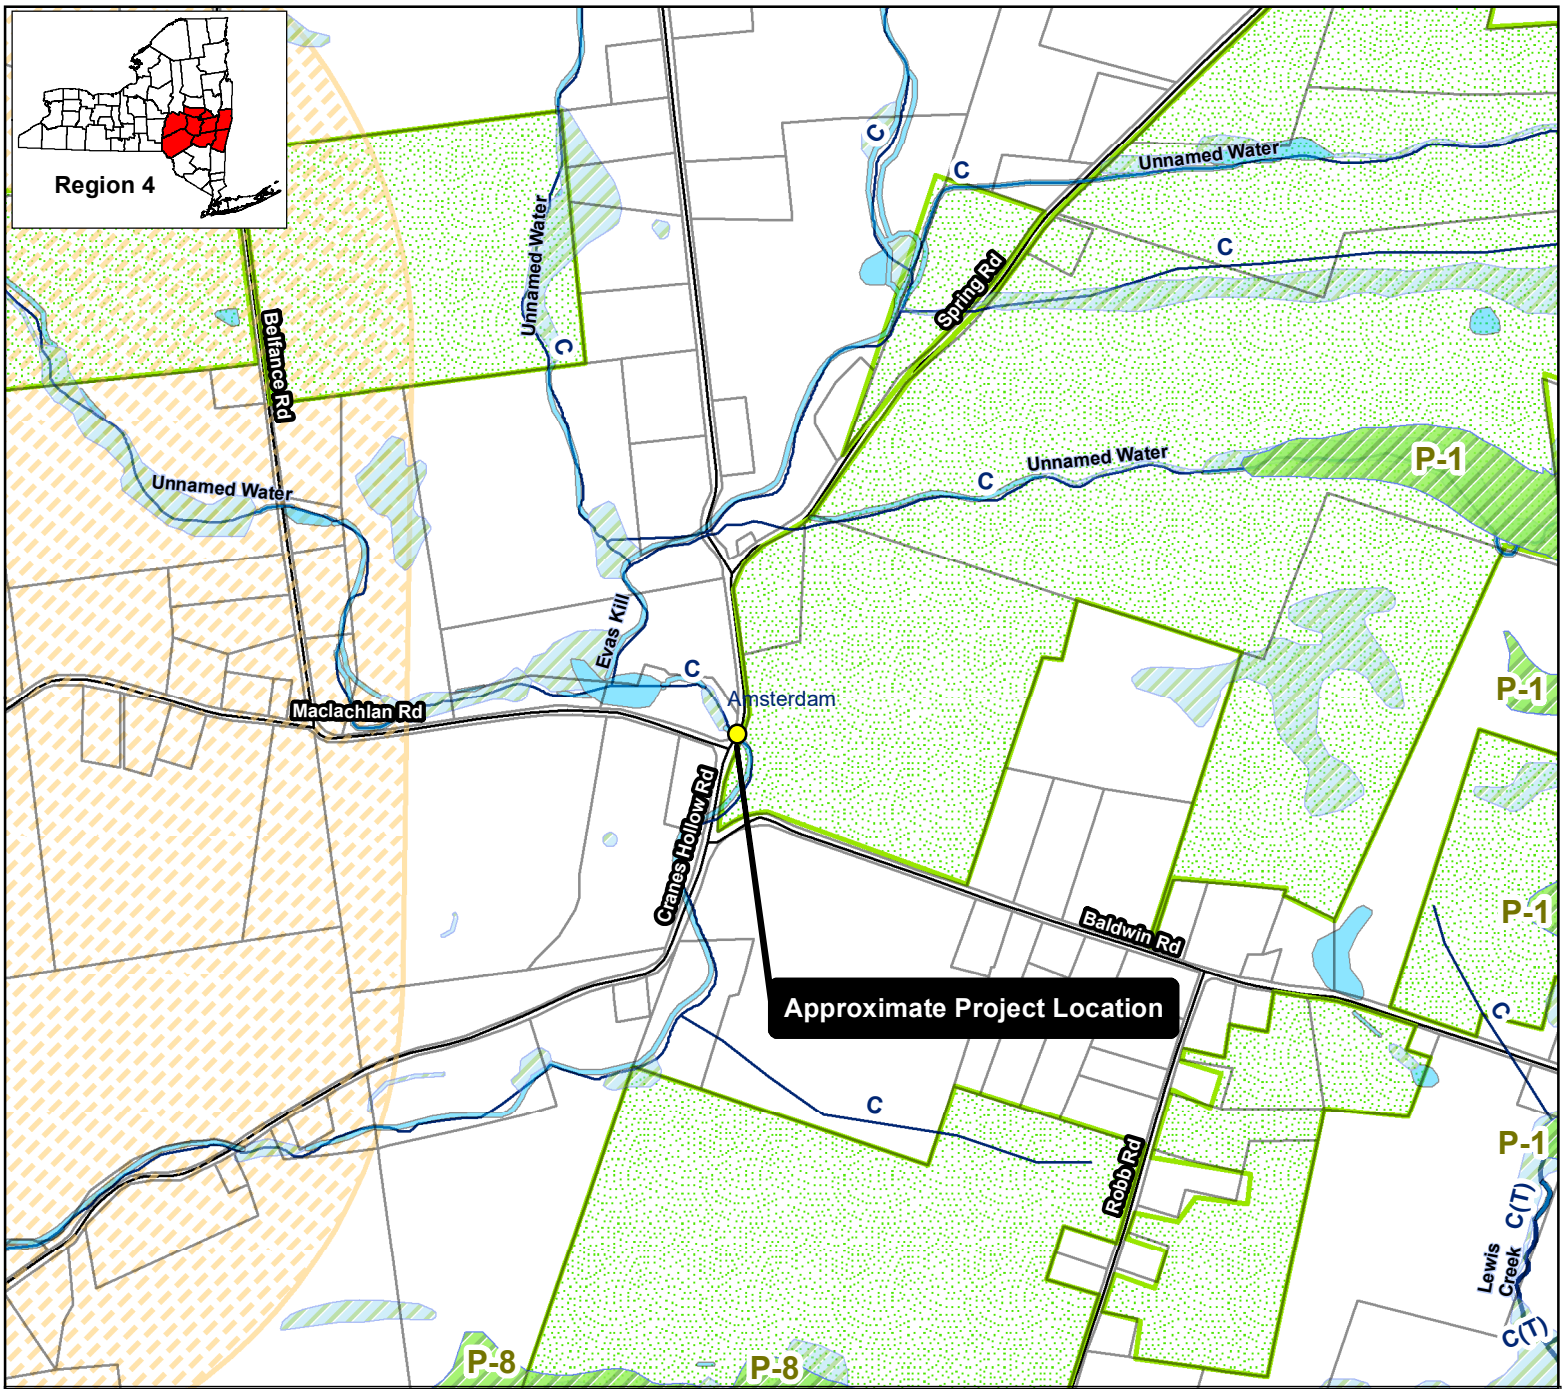 Region 4
C
C
Unnamed Water
Unnamed Water
C
Spring Rd
Belfance Rd
C
Unnamed Water
C
Unnamed Water
P-1
Evas Kill
C
Amsterdam
P-1
Maclachlan Rd
Cranes Hollow Rd
Baldwin Rd
P-1
Approximate Project Location
C
C
P-1
Robb Rd
C(T)
Lewis
Creek
C(T)
P-8
P-8